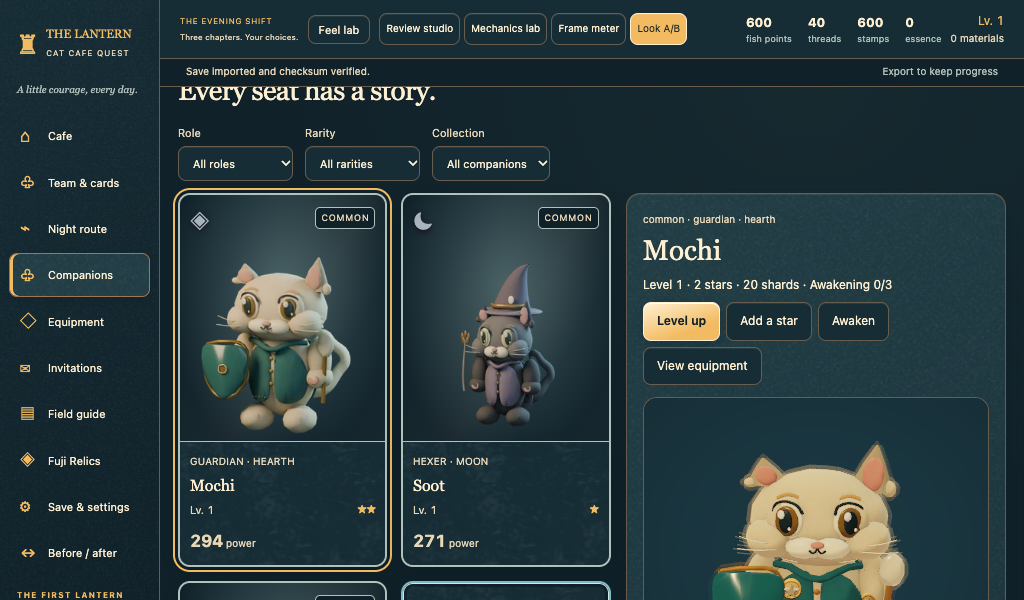 THE LANTERN
CAT CAFE QUEST
A little courage, every day.
Cafe
Team & cards
Night route
Companions
Equipment
Invitations
Field guide
Fuji Relics
Save & settings
Before / after
THE FIRST LANTERN
THE EVENING SHIFT
Three chapters. Your choices.
Feel lab
Review studio
Mechanics lab
Frame meter
Look A/B
600
fish points
40
threads
600
stamps
0
essence
Lv. 1
0 materials
Save imported and checksum verified.
Export to keep progress
Every seat has a story.
Role
Rarity
Collection
All roles
All rarities
All companions
COMMON
GUARDIAN · HEARTH
Mochi
Lv. 1
294 power
COMMON
HEXER · MOON
Soot
Lv. 1
271 power
common · guardian · hearth
Mochi
Level 1 · 2 stars · 20 shards · Awakening 0/3
Level up
Add a star
Awaken
View equipment